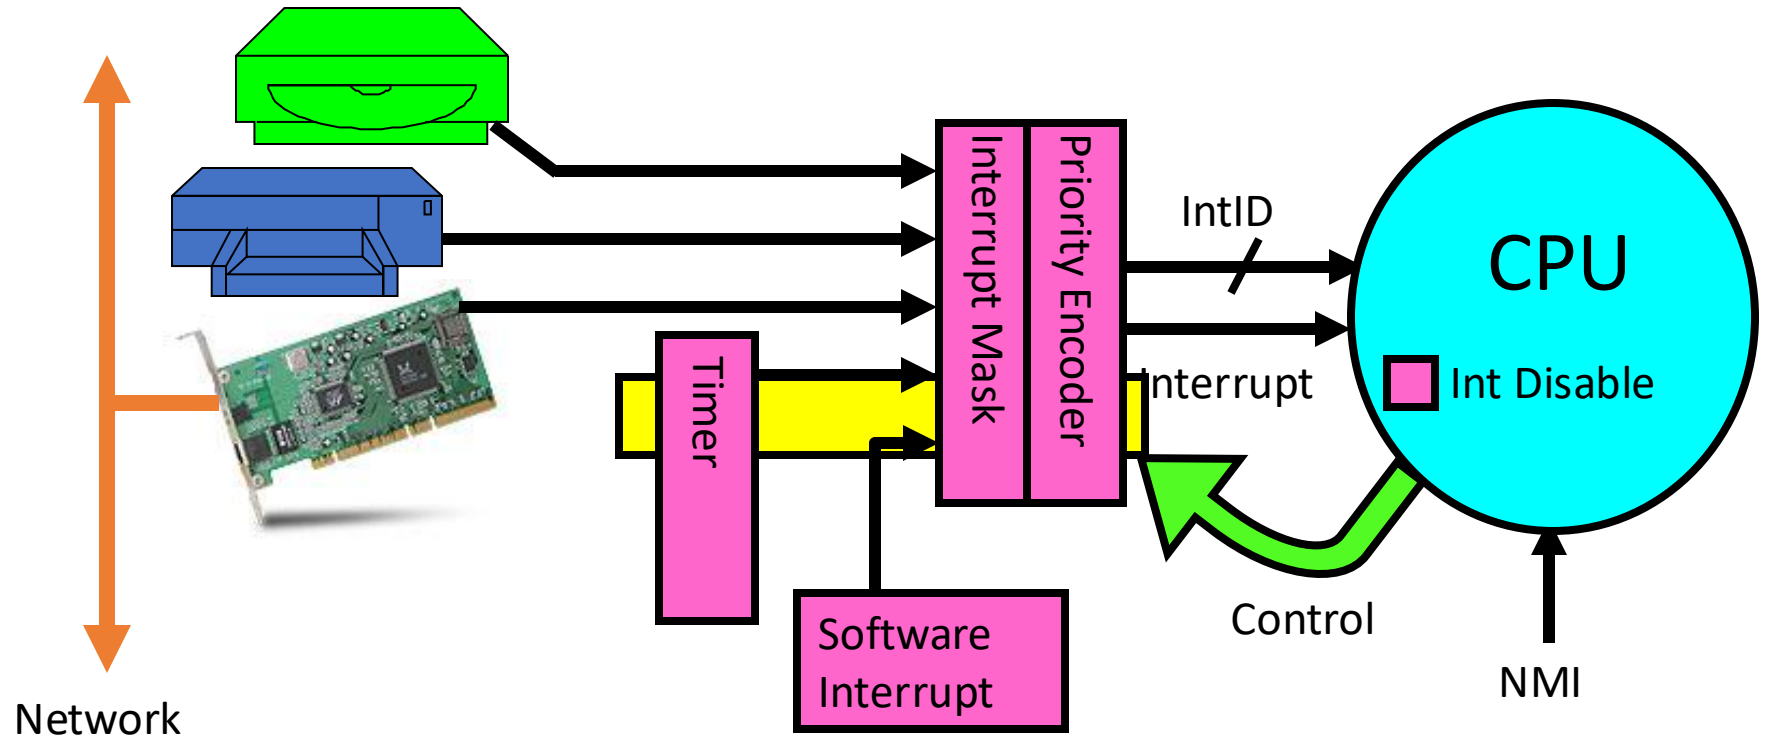 Interrupt Mask
Priority Encoder
IntID
CPU
Timer
Interrupt
Int Disable
Software
Interrupt
Control
NMI
Network